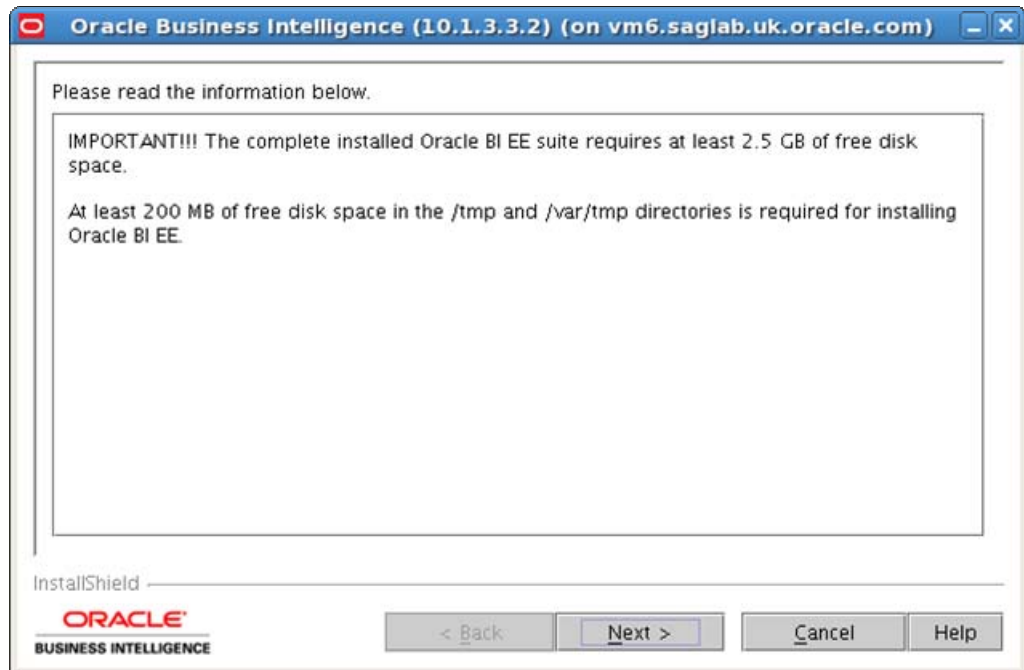 Oracle Business Intelligence (10.1.3.3.2) (on vm6.saglab.uk.oracle.com)
Please read the information below.
IMPORTANT!!! The complete installed Oracle BI EE suite requires at least 2.5 GB of free disk
space.
At least 200 MB of free disk space in the /tmp and /var/tmp directories is required for installing
Oracle BI EE.
InstallShield
ORACLE
BUSINESS INTELLIGENCE
< Back
Next >
Cancel
Help